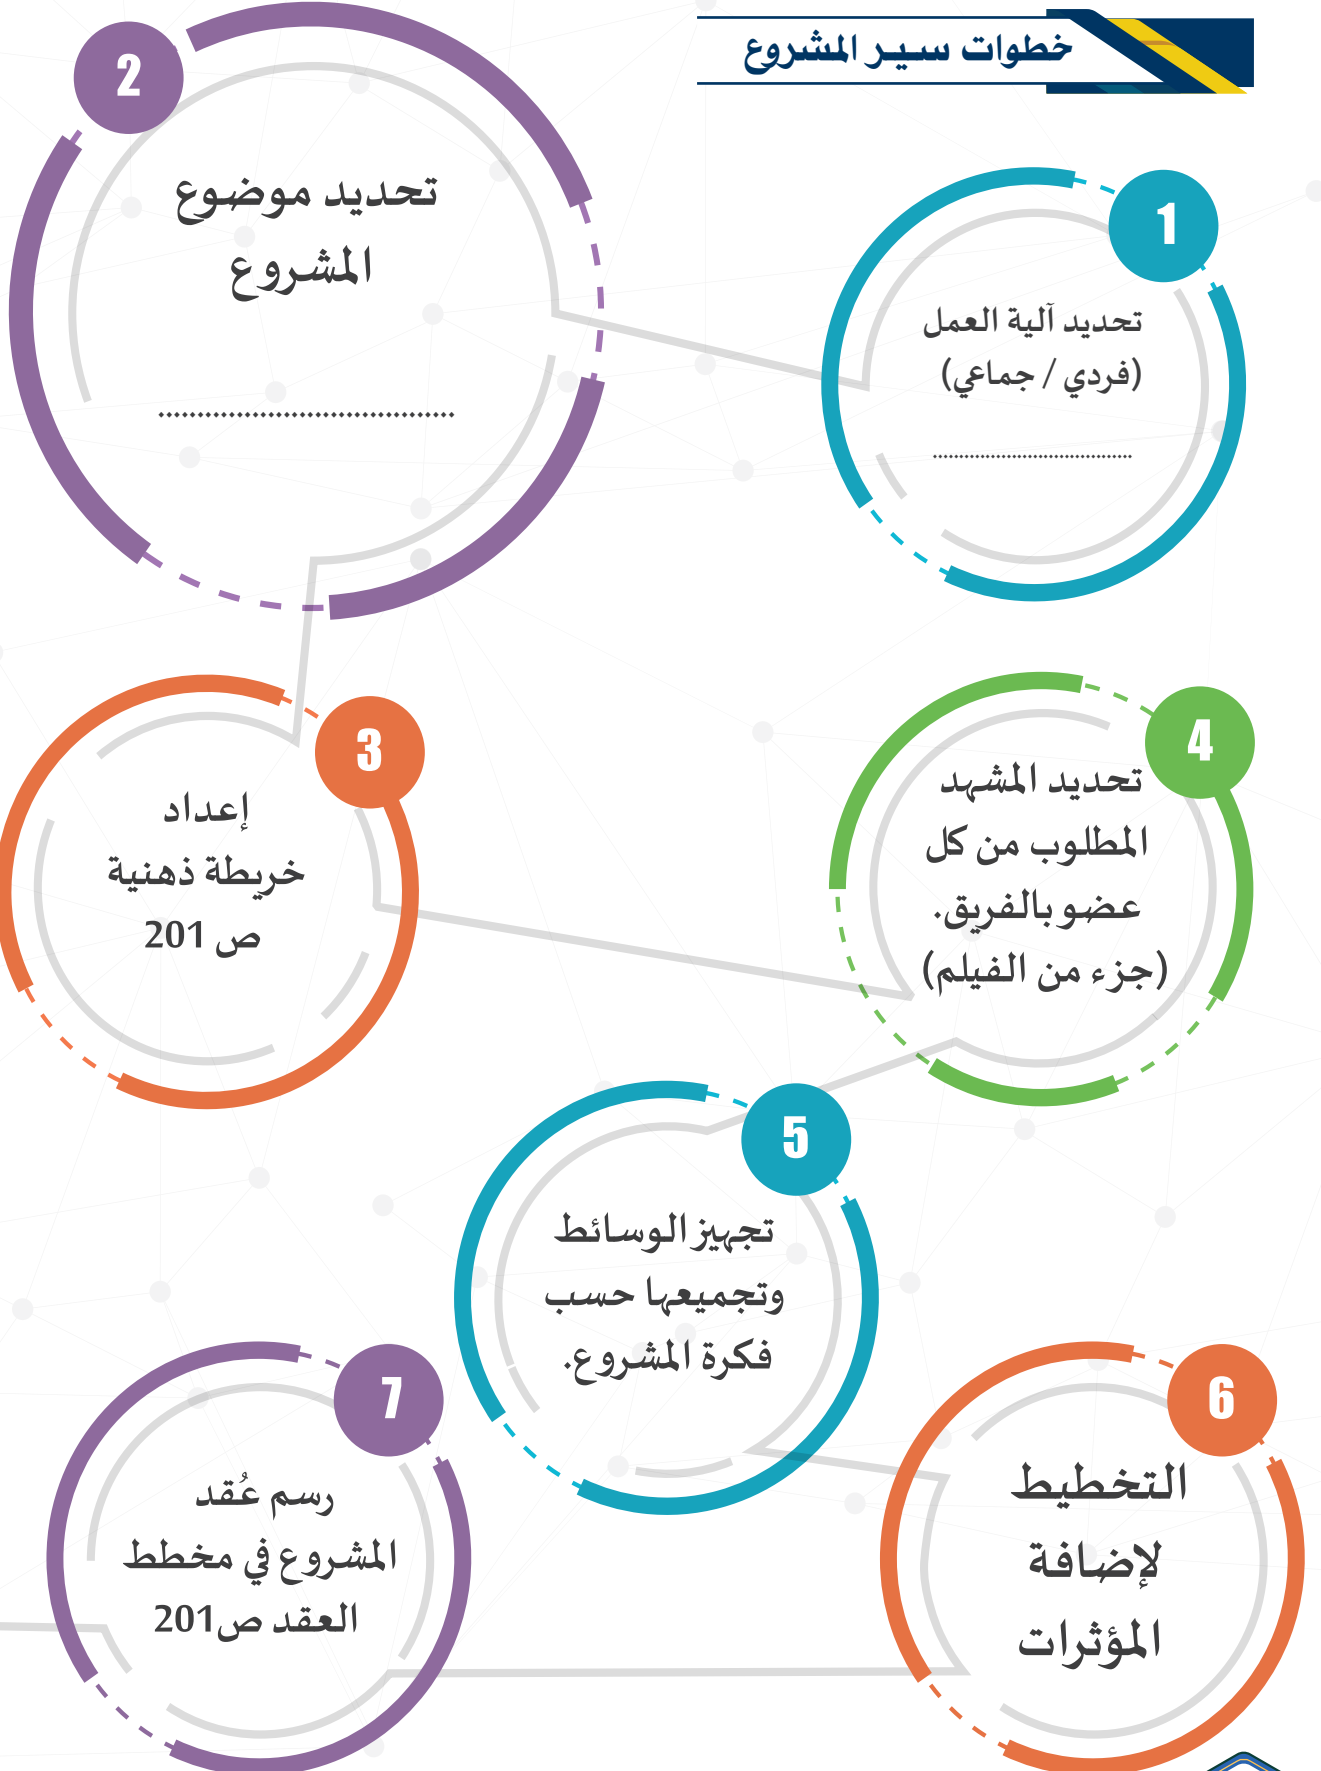 خطوات سير المشروع
1
تحديد آلية العمل
(فردي / جماعي)
2
تحديد موضوع
المشروع
3
إعداد
خريطة ذهنية
ص 201
4
تحديد المشهد
المطلوب من كل
عضو بالفريق.
(جزء من الفيلم)
5
تجهيز الوسائط
وتجميعها حسب
فكرة المشروع.
6
التخطيط
لإضافة
المؤثرات
7
رسم عُقد
المشروع في مخطط
العقد ص201